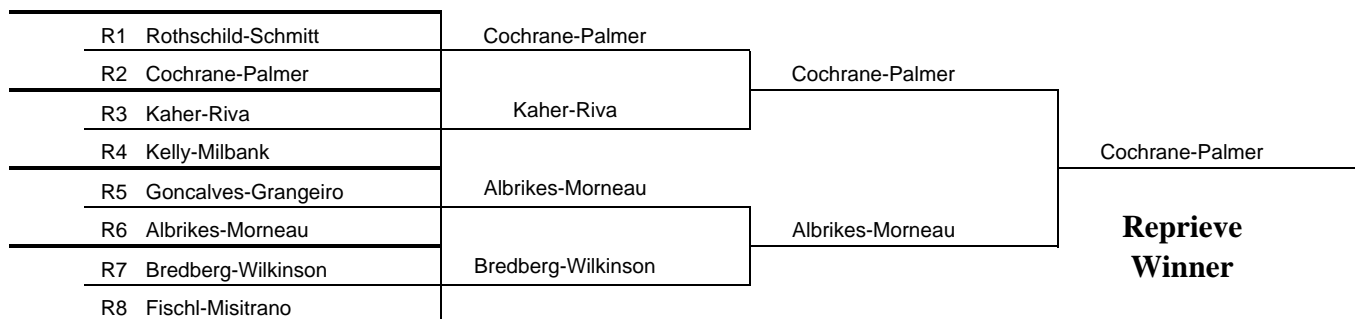 R1 Rothschild-Schmitt Cochrane-Palmer
R2 Cochrane-Palmer Cochrane-Palmer
R3 Kaher-Riva Kaher-Riva
R4 Kelly-Milbank Cochrane-Palmer
R5 Goncalves-Grangeiro Albrikes-Morneau
R6 Albrikes-Morneau Albrikes-Morneau Reprieve
R7 Bredberg-Wilkinson Bredberg-Wilkinson Winner
R8 Fischl-Misitrano